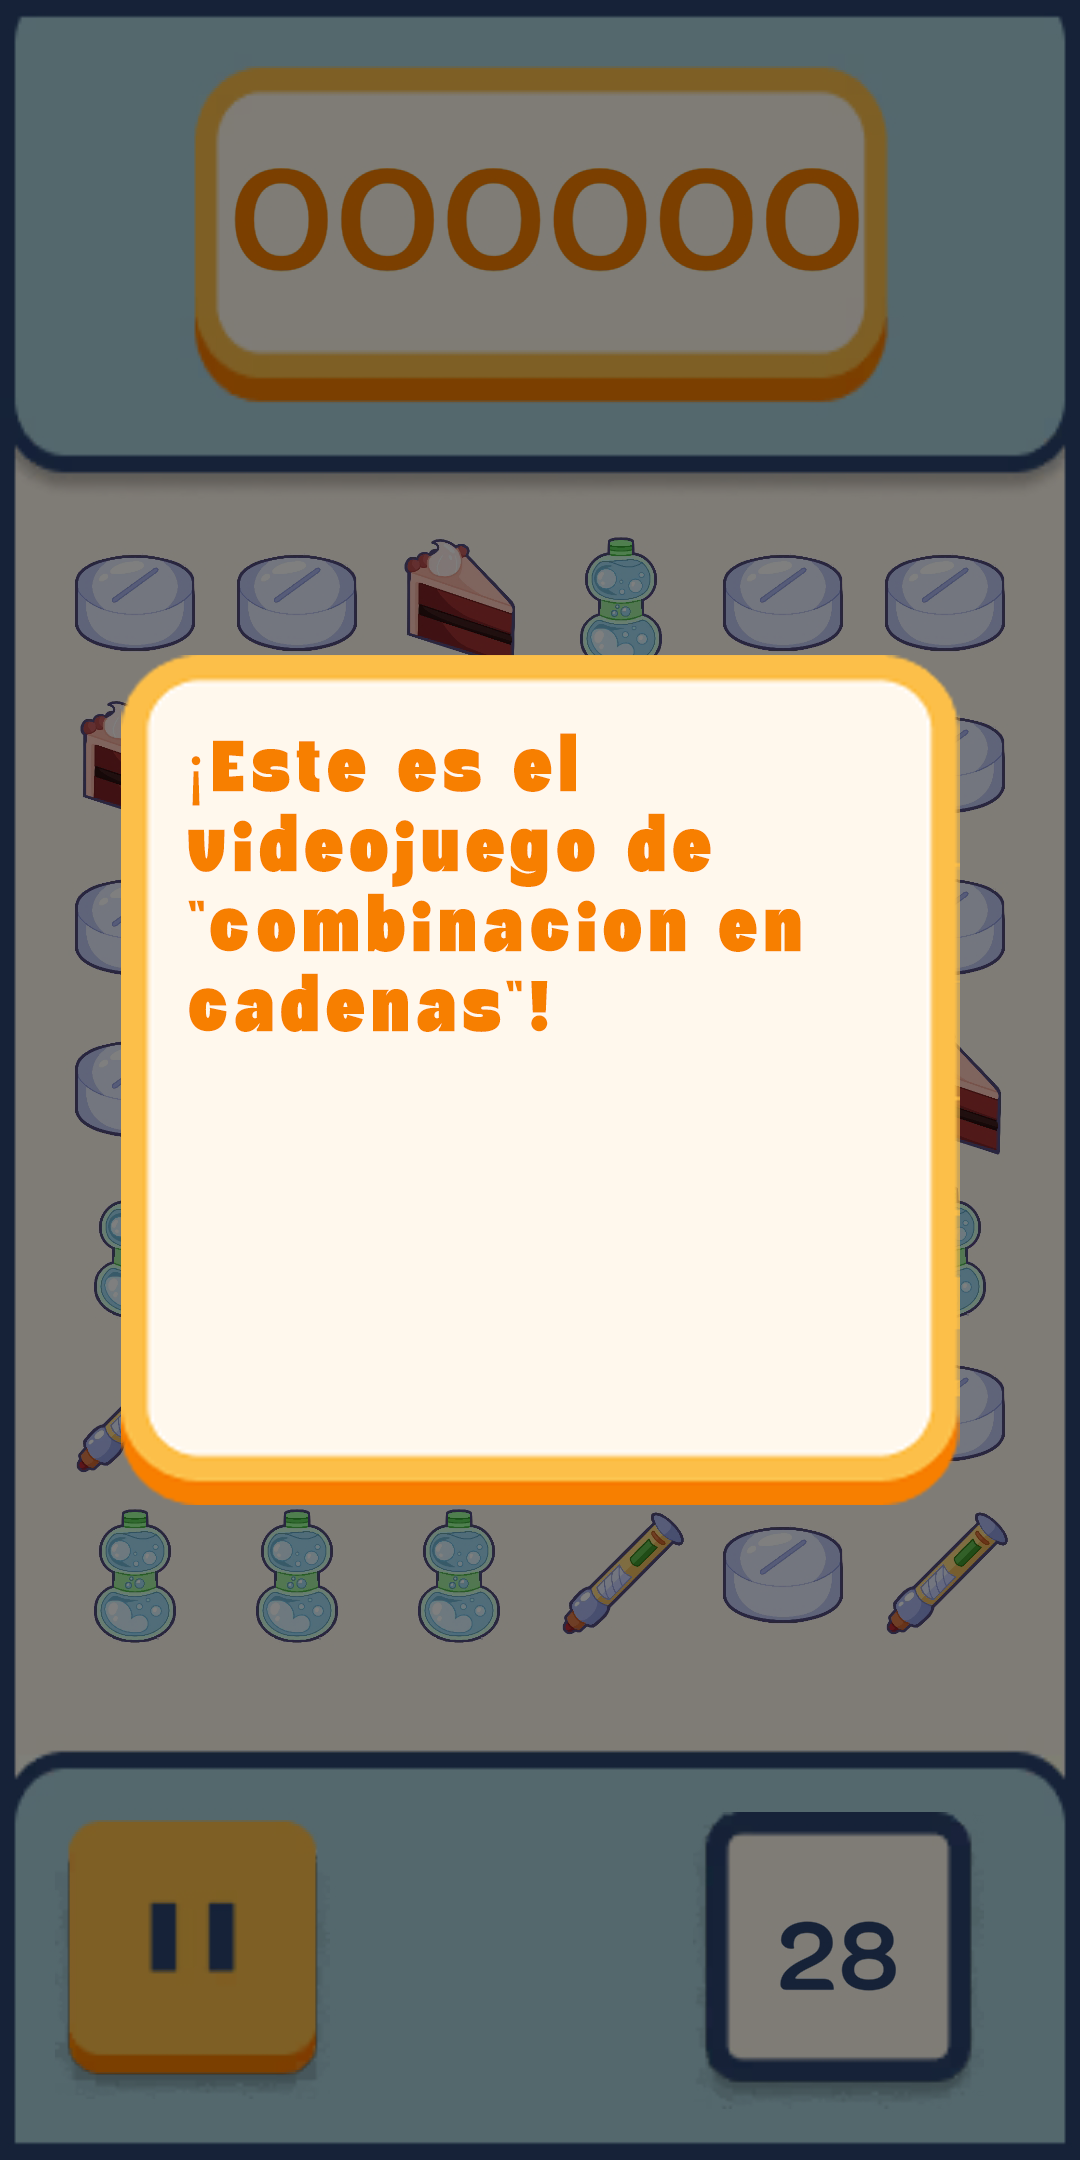 000000
¡Este es el
videojuego de
"combinacion en
cadenas"!
28